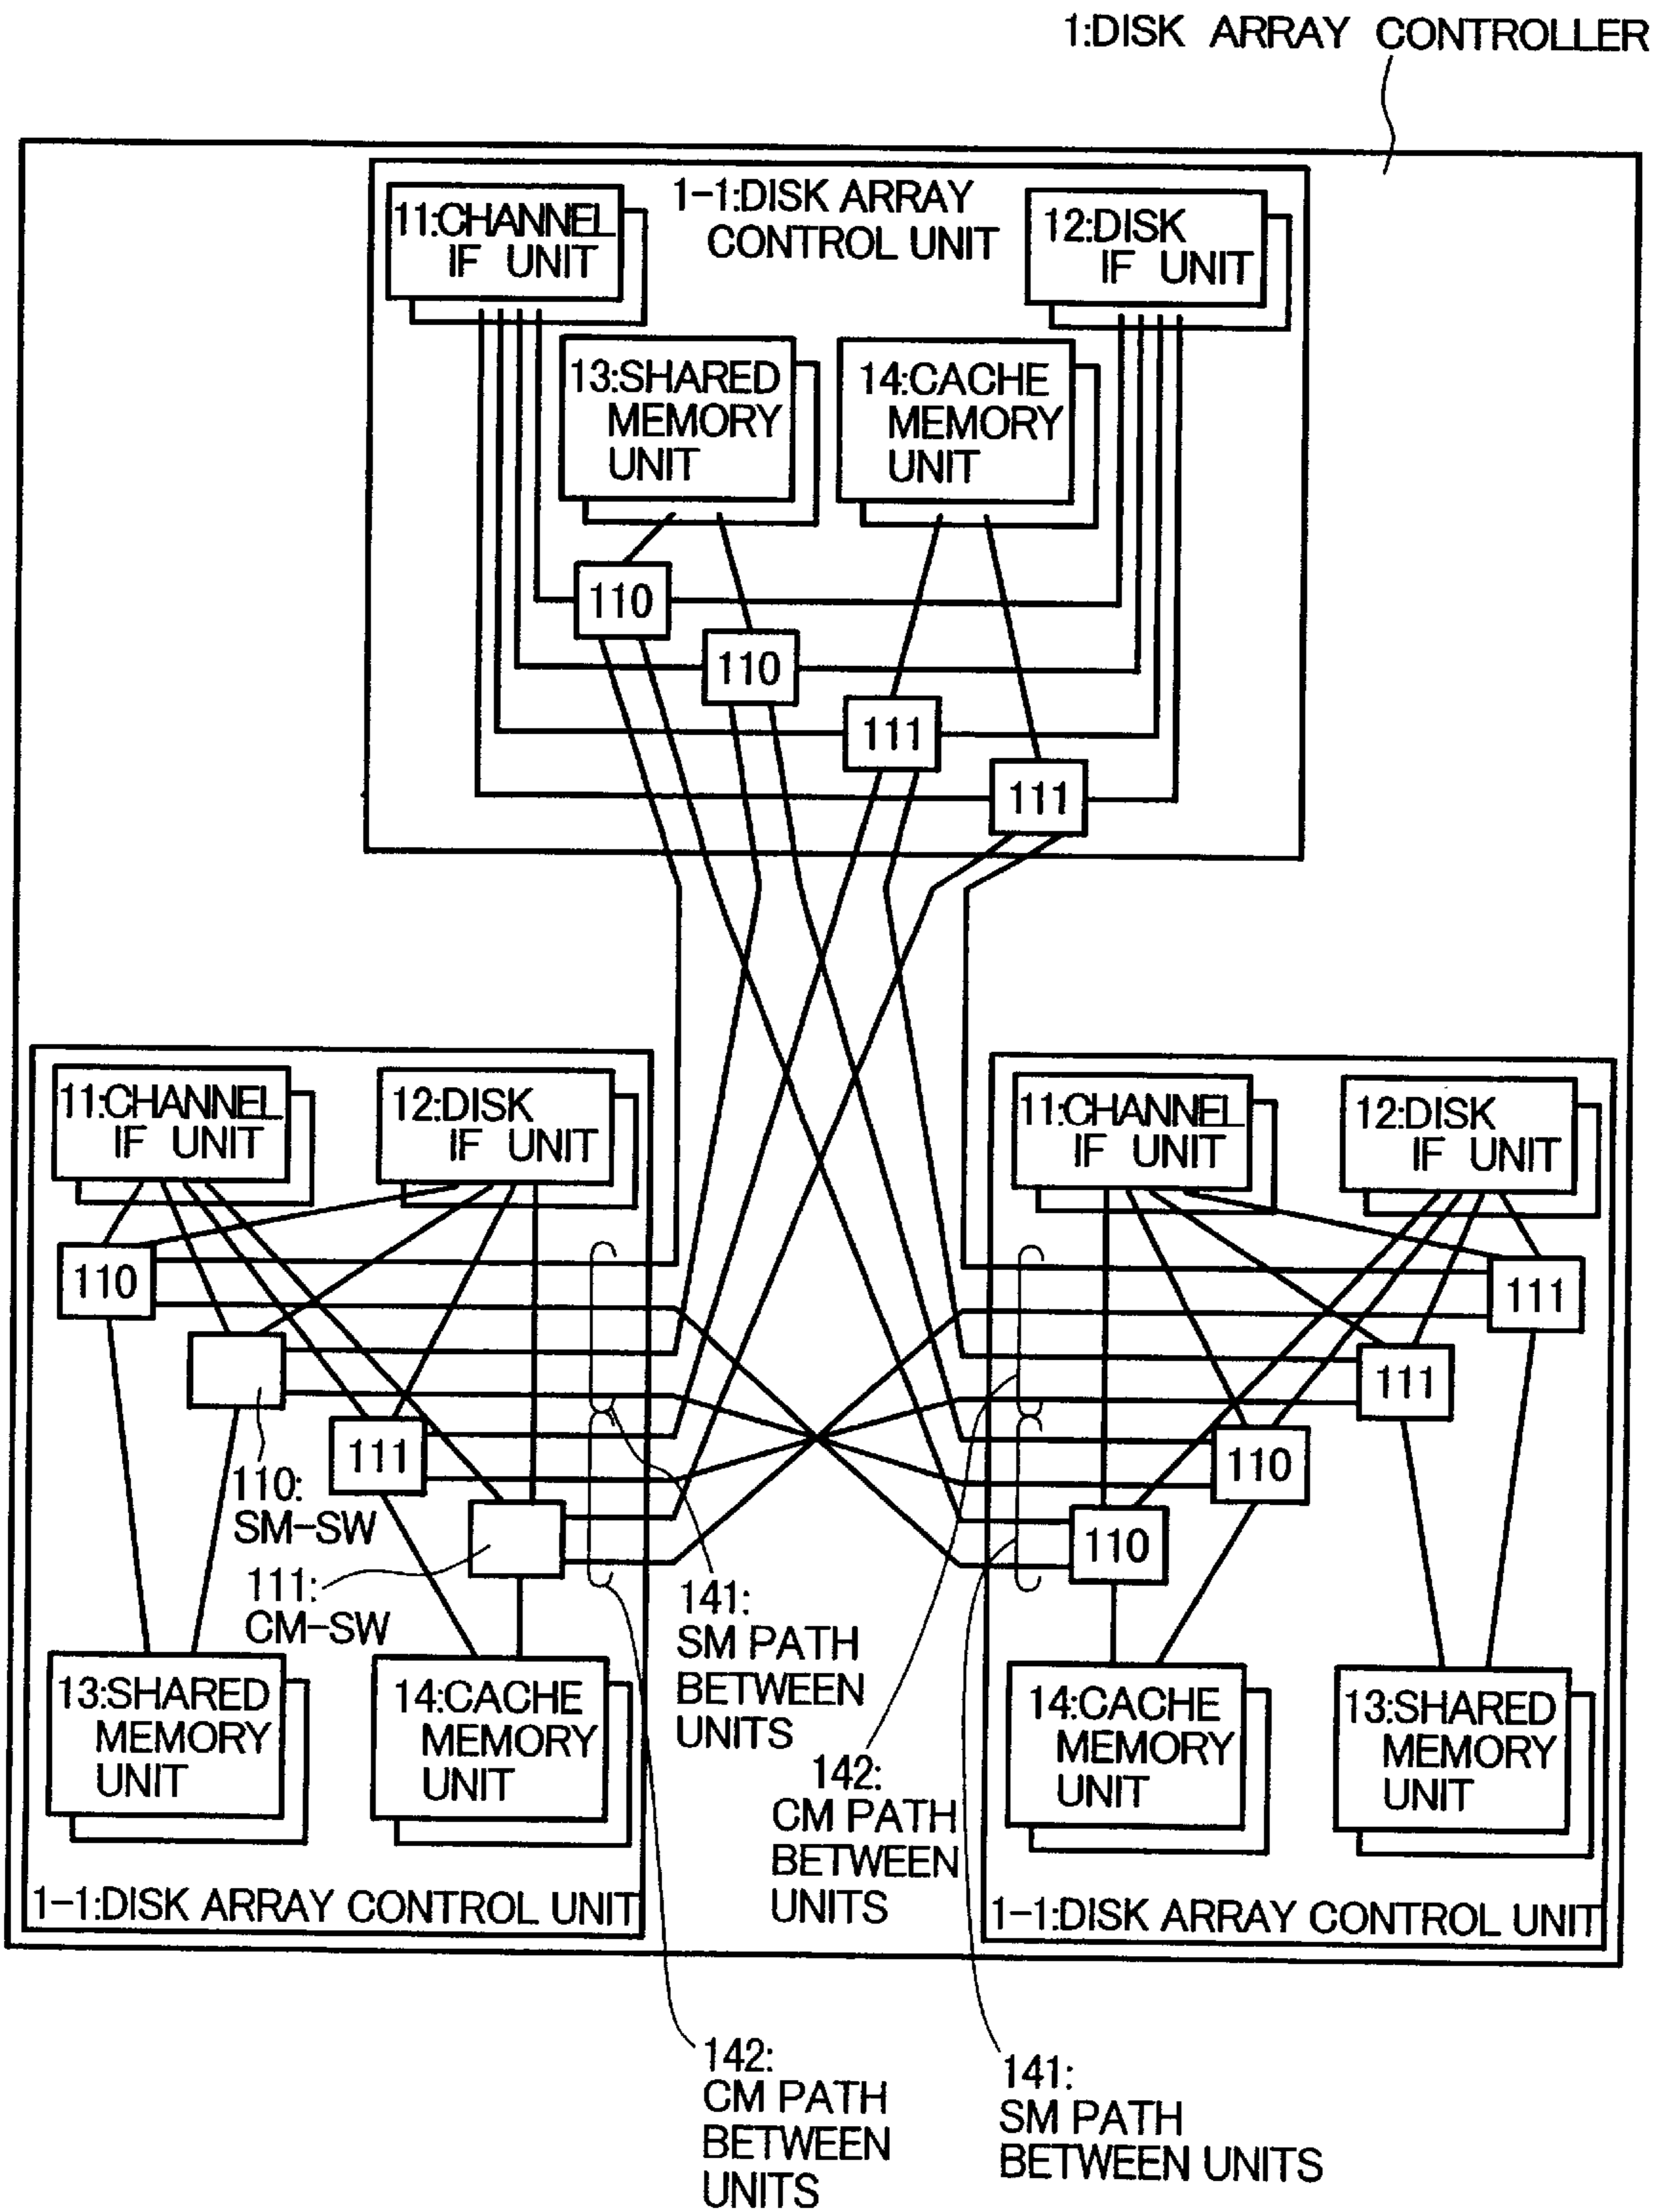 1:DISK ARRAY CONTROLLER
1-1:DISK ARRAY
CONTROL UNIT
11:CHANNEL
IF UNIT
12:DISK
IF UNIT
13:SHARED
MEMORY
UNIT
14:CACHE
MEMORY
UNIT
110
110
111
111
11:CHANNEL
IF UNIT
12:DISK
IF UNIT
110
111
110:
SM-SW
111:
CM-SW
13:SHARED
MEMORY
UNIT
14:CACHE
MEMORY
UNIT
1-1:DISK ARRAY CONTROL UNIT
141:
SM PATH
BETWEEN
UNITS
142:
CM PATH
BETWEEN
UNITS
11:CHANNEL
IF UNIT
12:DISK
IF UNIT
111
111
110
110
14:CACHE
MEMORY
UNIT
13:SHARED
MEMORY
UNIT
1-1:DISK ARRAY CONTROL UNIT
142:
CM PATH
BETWEEN
UNITS
141:
SM PATH
BETWEEN UNITS